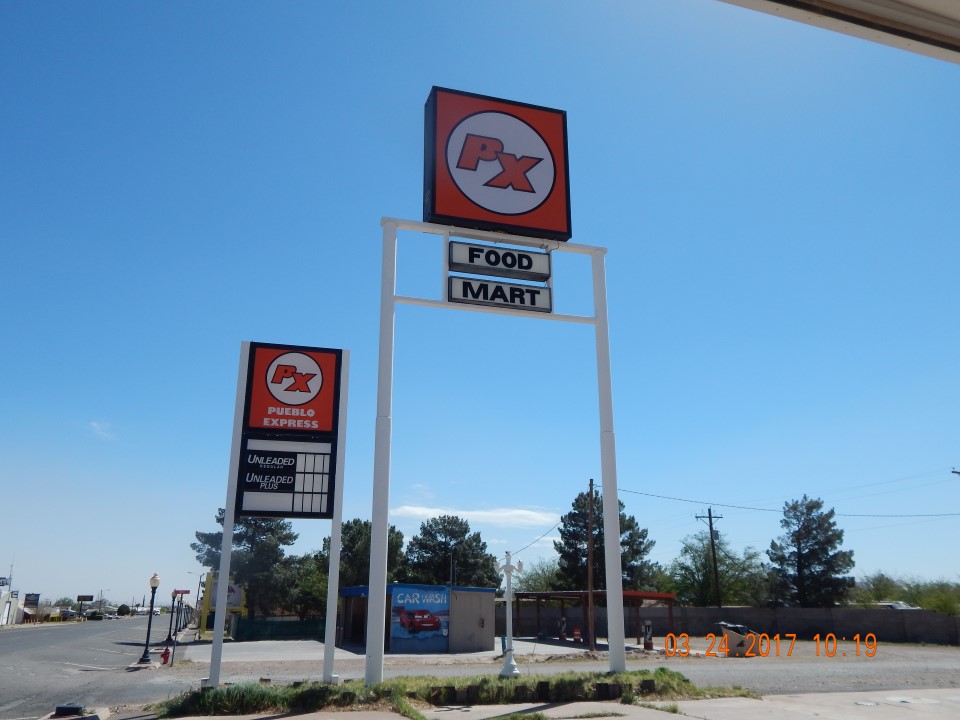 PX
FOOD
MART
PX
PUEBLO
EXPRESS
UNLEADED
REGULAR
UNLEADED
PLUS
CAR WASH
03.24.2017 10:19